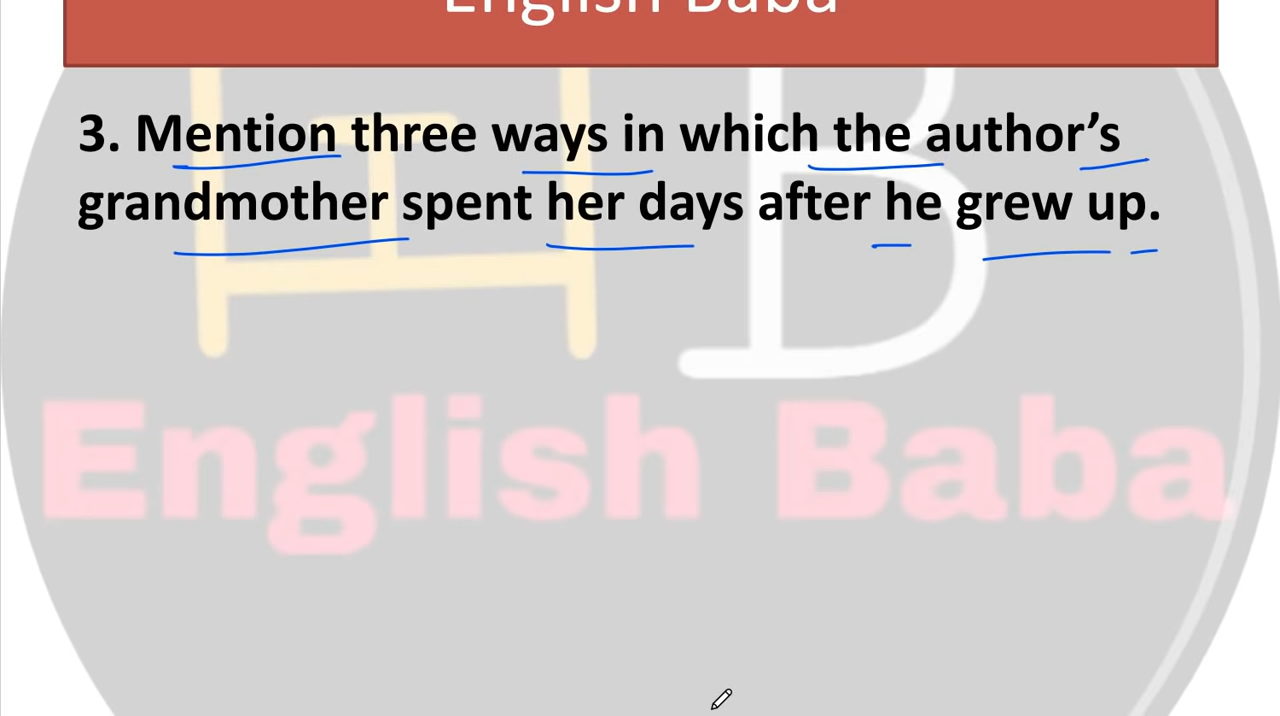 English Baba
3. Mention three ways in which the author's
grandmother spent her days after he grew up.
English Baba